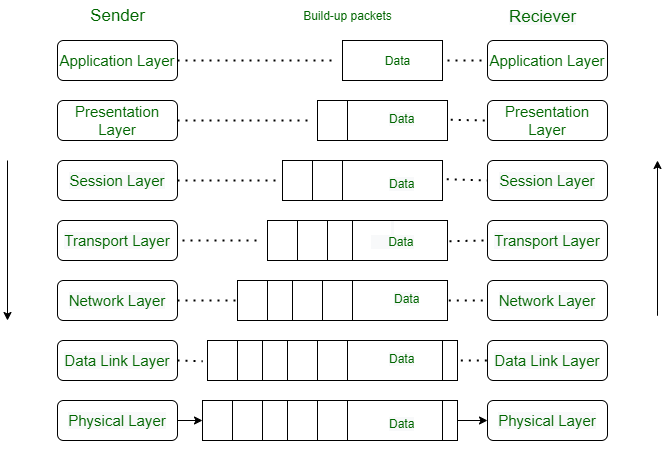 Sender
Build-up packets
Reciever
Application Layer
Data
Application Layer
Presentation
Layer
Data
Presentation
Layer
Session Layer
Data
Session Layer
Transport Layer
Data
Transport Layer
Network Layer
Data
Network Layer
Data Link Layer
Data
Data Link Layer
Physical Layer
Data
Physical Layer